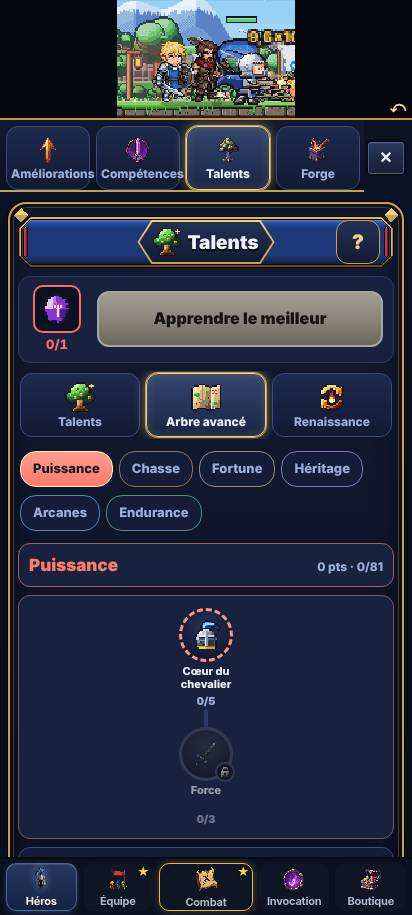 Améliorations
Compétences
Talents
Forge
×
Talents
?
0/1
Apprendre le meilleur
Talents
Arbre avancé
Renaissance
Puissance
Chasse
Fortune
Héritage
Arcanes
Endurance
Puissance
0 pts · 0/81
Cœur du
chevalier
0/5
Force
0/3
Héros
Équipe
Combat
Invocation
Boutique